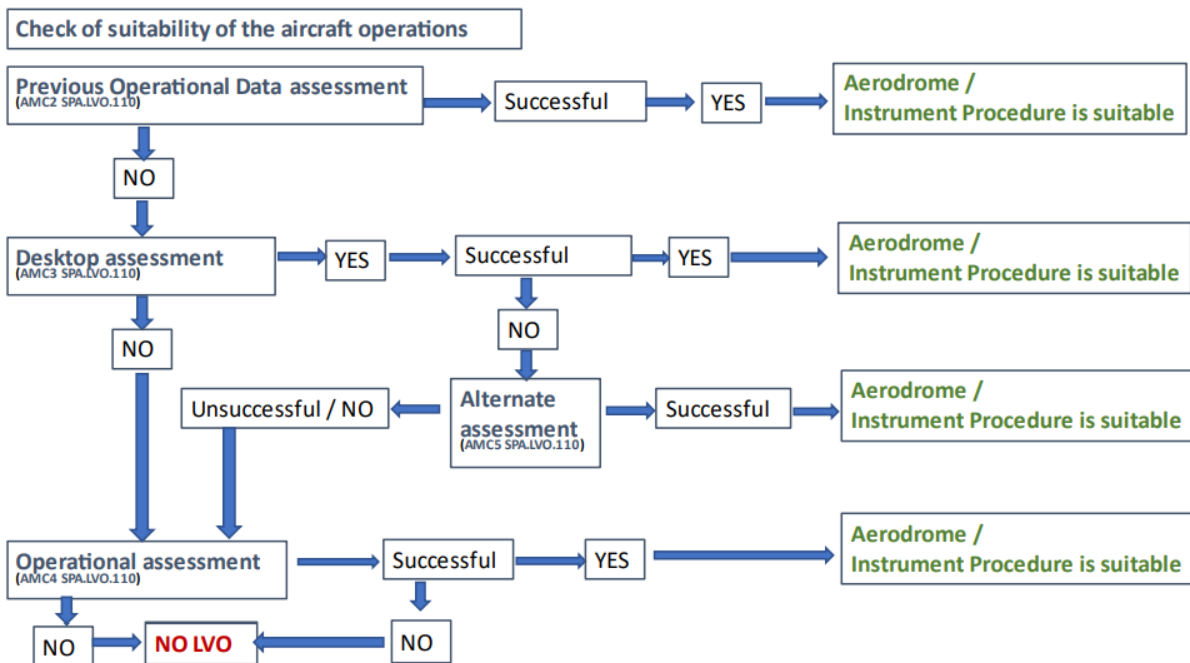 Check of suitability of the aircraft operations
Previous Operational Data assessment
(AMC2 SPA.LVO.110)
Successful
YES
Aerodrome /
Instrument Procedure is suitable
NO
Desktop assessment
(AMC3 SPA.LVO.110)
YES
Successful
YES
Aerodrome /
Instrument Procedure is suitable
NO
NO
Unsuccessful / NO
Alternate
assessment
(AMC5 SPA.LVO.110)
Successful
Aerodrome /
Instrument Procedure is suitable
Operational assessment
(AMC4 SPA.LVO.110)
Successful
YES
Aerodrome /
Instrument Procedure is suitable
NO
NO LVO
NO